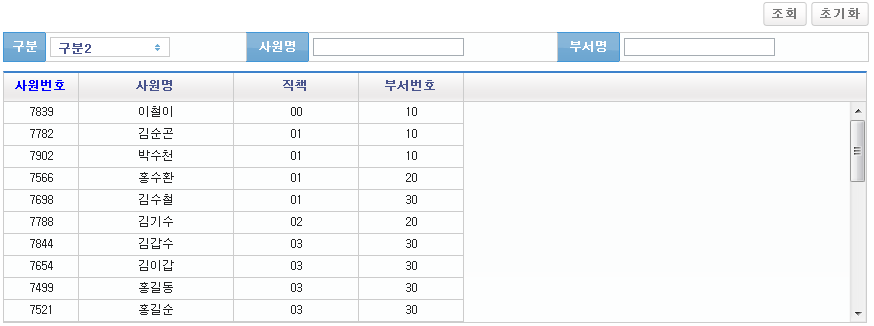 조회 초기화
구분 구분2 사원명 부서명
사원번호 사원명 직책 부서번호
7839 이철이 00 10
7782 김순곤 01 10
7902 박수천 01 10
7566 홍수환 01 20
7698 김수철 01 30
7788 김기수 02 20
7844 김갑수 03 30
7654 김이갑 03 30
7499 홍길동 03 30
7521 홍길순 03 30